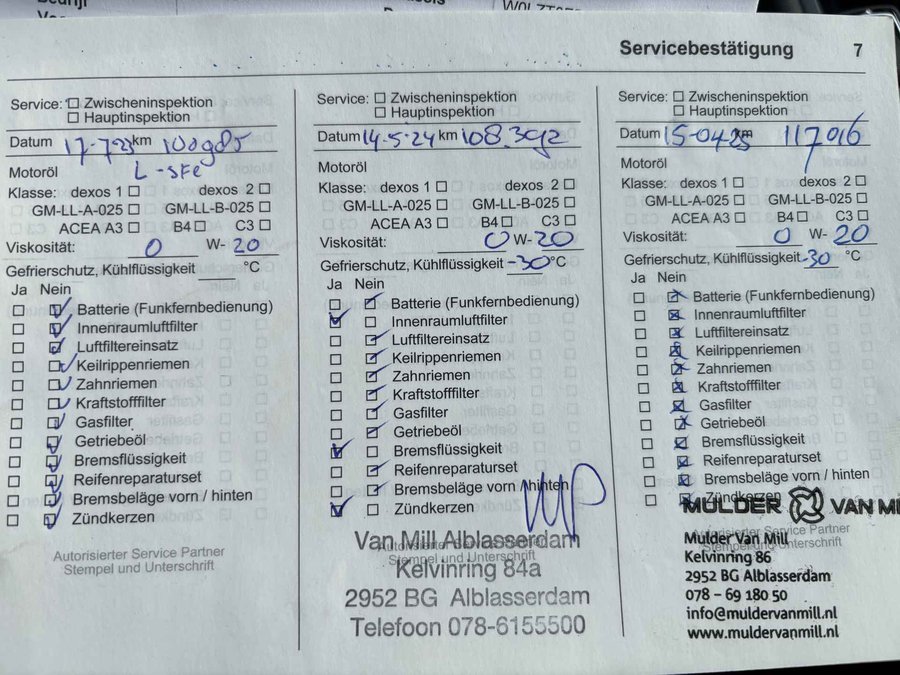 Servicebestätigung 7
Service: Zwischeninspektion
Hauptinspektion
Datum 17-7-23 km 100985
Motoröl L-SFE
Klasse: dexos 1 dexos 2
GM-LL-A-025 GM-LL-B-025
ACEA A3 B4 C3
Viskosität: 0 W- 20
Gefrierschutz, Kühlflüssigkeit °C
Ja Nein
Batterie (Funkfernbedienung)
Innenraumluftfilter
Luftfiltereinsatz
Keilrippenriemen
Zahnriemen
Kraftstofffilter
Gasfilter
Getriebeöl
Bremsflüssigkeit
Reifenreparaturset
Bremsbeläge vorn / hinten
Zündkerzen
Autorisierter Service Partner
Stempel und Unterschrift
Service: Zwischeninspektion
Hauptinspektion
Datum 14-5-24 km 108.392
Motoröl
Klasse: dexos 1 dexos 2
GM-LL-A-025 GM-LL-B-025
ACEA A3 B4 C3
Viskosität: 0 W- 20
Gefrierschutz, Kühlflüssigkeit -30 °C
Ja Nein
Batterie (Funkfernbedienung)
Innenraumluftfilter
Luftfiltereinsatz
Keilrippenriemen
Zahnriemen
Kraftstofffilter
Gasfilter
Getriebeöl
Bremsflüssigkeit
Reifenreparaturset
Bremsbeläge vorn / hinten
Zündkerzen
Van Mill Alblasserdam
Autorisierter Service Partner
Stempel und Unterschrift
Kelvinring 84a
2952 BG Alblasserdam
Telefoon 078-6155500
Service: Zwischeninspektion
Hauptinspektion
Datum 15-04-25 km 117016
Motoröl
Klasse: dexos 1 dexos 2
GM-LL-A-025 GM-LL-B-025
ACEA A3 B4 C3
Viskosität: 0 W- 20
Gefrierschutz, Kühlflüssigkeit -30 °C
Ja Nein
Batterie (Funkfernbedienung)
Innenraumluftfilter
Luftfiltereinsatz
Keilrippenriemen
Zahnriemen
Kraftstofffilter
Gasfilter
Getriebeöl
Bremsflüssigkeit
Reifenreparaturset
Bremsbeläge vorn / hinten
Zündkerzen
MULDER VAN MI
Autorisierter Service Partner
Stempel und Unterschrift
Mulder Van Mill
Kelvinring 86
2952 BG Alblasserdam
078 - 69 180 50
info@muldervanmill.nl
www.muldervanmill.nl